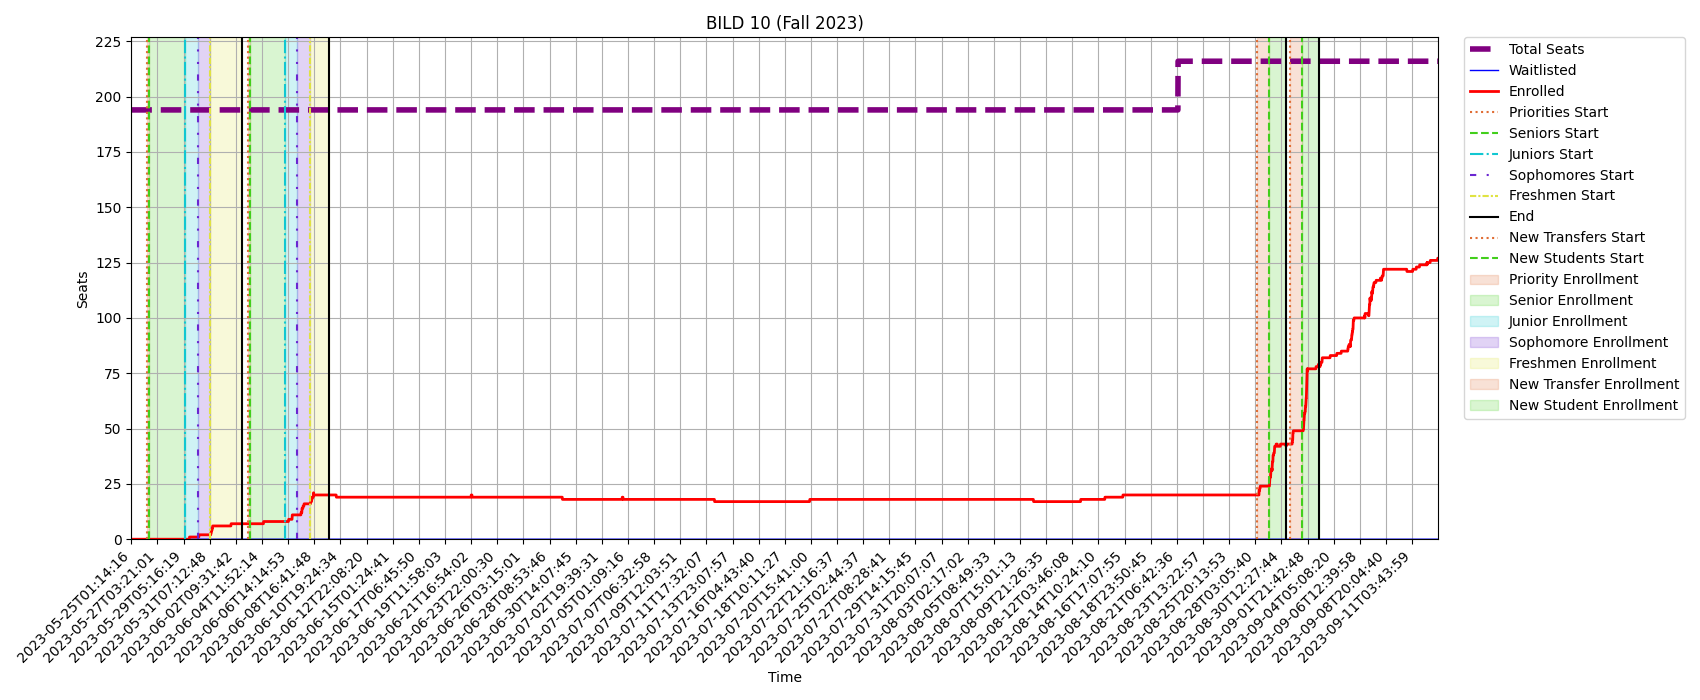 BILD 10 (Fall 2023)
225
200
175
150
125
100
75
50
25
0
Seats
2023-05-25T01:14:16
2023-05-27T03:21:01
2023-05-29T05:16:19
2023-05-31T07:12:48
2023-06-02T09:31:42
2023-06-04T11:52:14
2023-06-06T14:14:53
2023-06-08T16:41:48
2023-06-10T19:24:34
2023-06-12T22:08:20
2023-06-15T01:24:41
2023-06-17T06:45:50
2023-06-19T11:58:03
2023-06-21T16:54:02
2023-06-23T22:00:30
2023-06-26T03:15:01
2023-06-28T08:53:46
2023-06-30T14:07:45
2023-07-02T19:39:31
2023-07-05T01:09:16
2023-07-07T06:32:58
2023-07-09T12:03:51
2023-07-11T17:32:07
2023-07-13T23:07:57
2023-07-16T04:43:40
2023-07-18T10:11:27
2023-07-20T15:41:00
2023-07-22T21:16:37
2023-07-25T02:44:37
2023-07-27T08:28:41
2023-07-29T14:15:45
2023-07-31T20:07:07
2023-08-03T02:17:02
2023-08-05T08:49:33
2023-08-07T15:01:13
2023-08-09T21:26:35
2023-08-12T03:46:08
2023-08-14T10:24:10
2023-08-16T17:07:55
2023-08-18T23:50:45
2023-08-21T06:42:36
2023-08-23T13:22:57
2023-08-25T20:13:53
2023-08-28T03:05:40
2023-08-30T12:27:44
2023-09-01T21:42:48
2023-09-04T05:08:20
2023-09-06T12:39:58
2023-09-08T20:04:40
2023-09-11T03:43:59
Time
Total Seats
Waitlisted
Enrolled
Priorities Start
Seniors Start
Juniors Start
Sophomores Start
Freshmen Start
End
New Transfers Start
New Students Start
Priority Enrollment
Senior Enrollment
Junior Enrollment
Sophomore Enrollment
Freshmen Enrollment
New Transfer Enrollment
New Student Enrollment